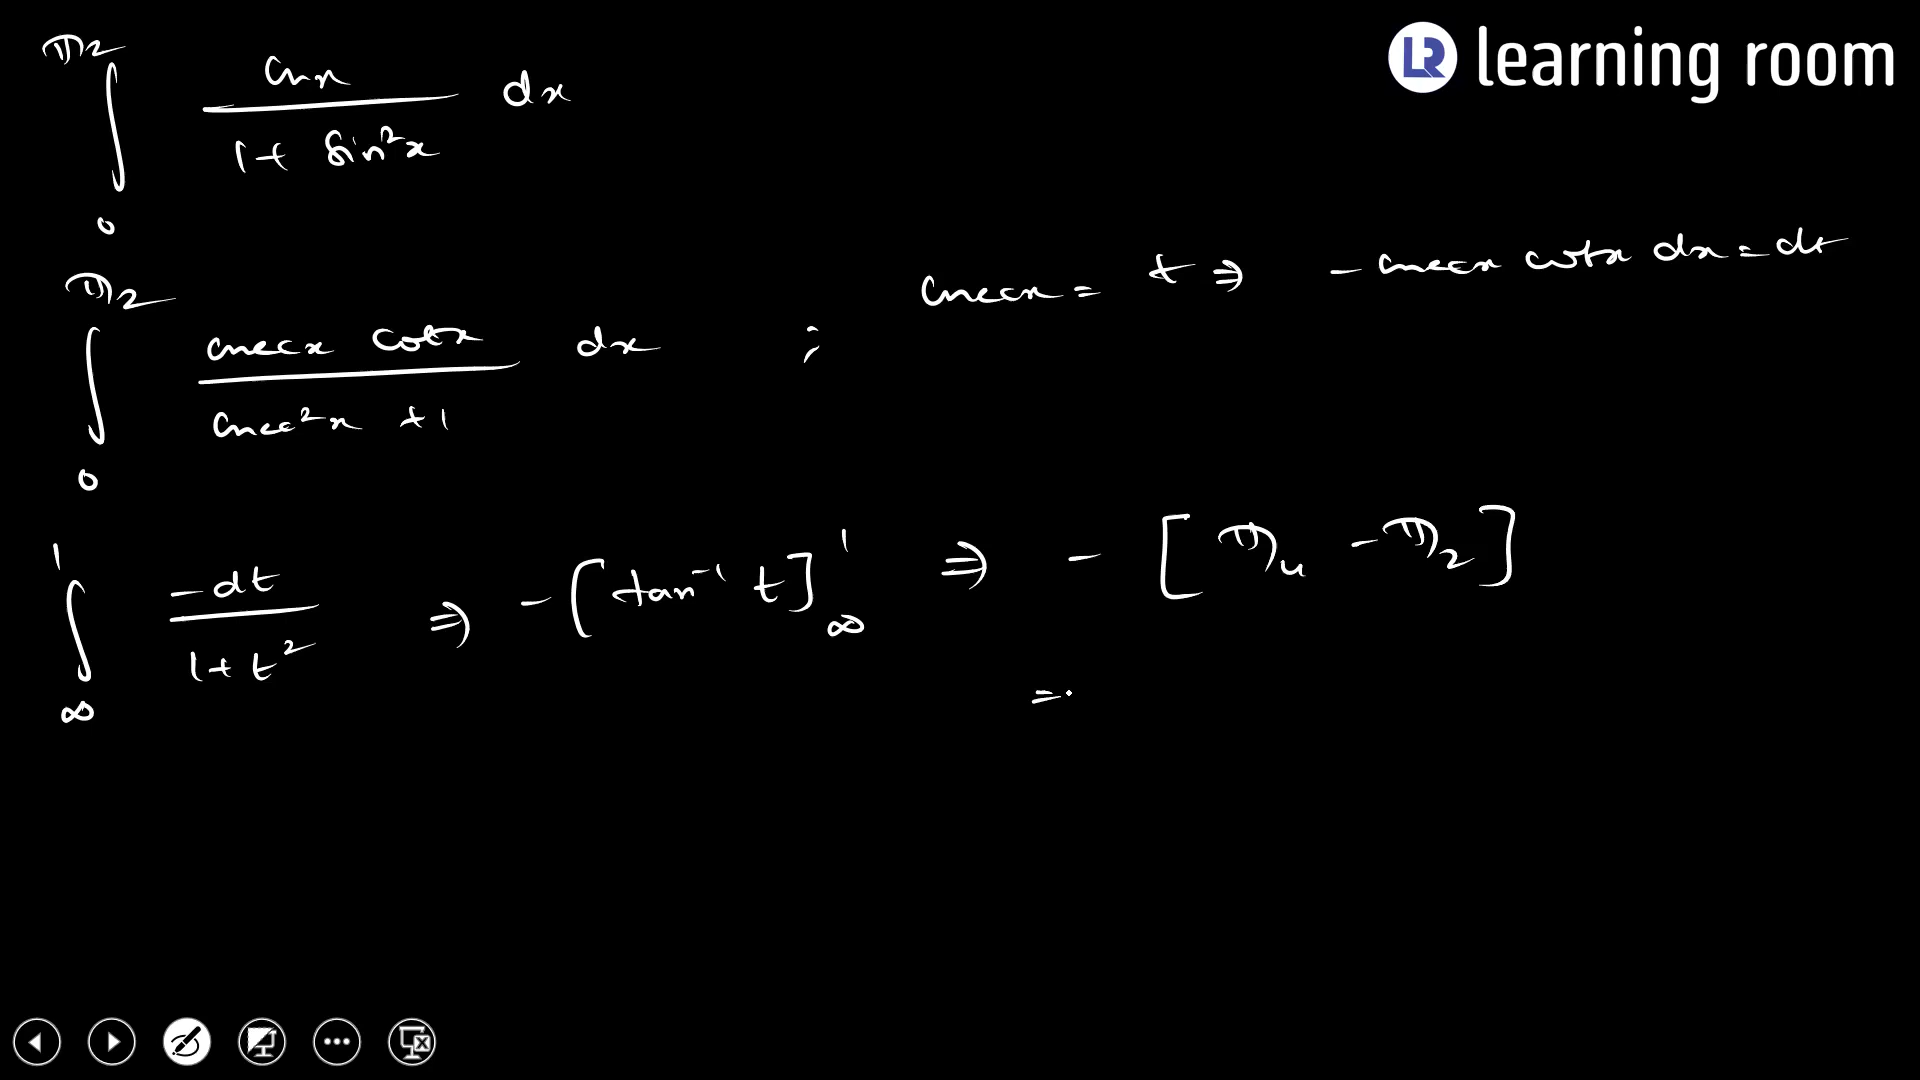 learning room
∫₀^(π/2) cos x / (1 + sin²x) dx
∫₀^(π/2) cosec x cot x / (cosec²x + 1) dx ; cosec x = t ⇒ - cosec x cot x dx = dt
∫_∞^1 -dt / (1 + t²) ⇒ - [tan⁻¹ t]_∞^1 ⇒ - [π/4 - π/2]
=